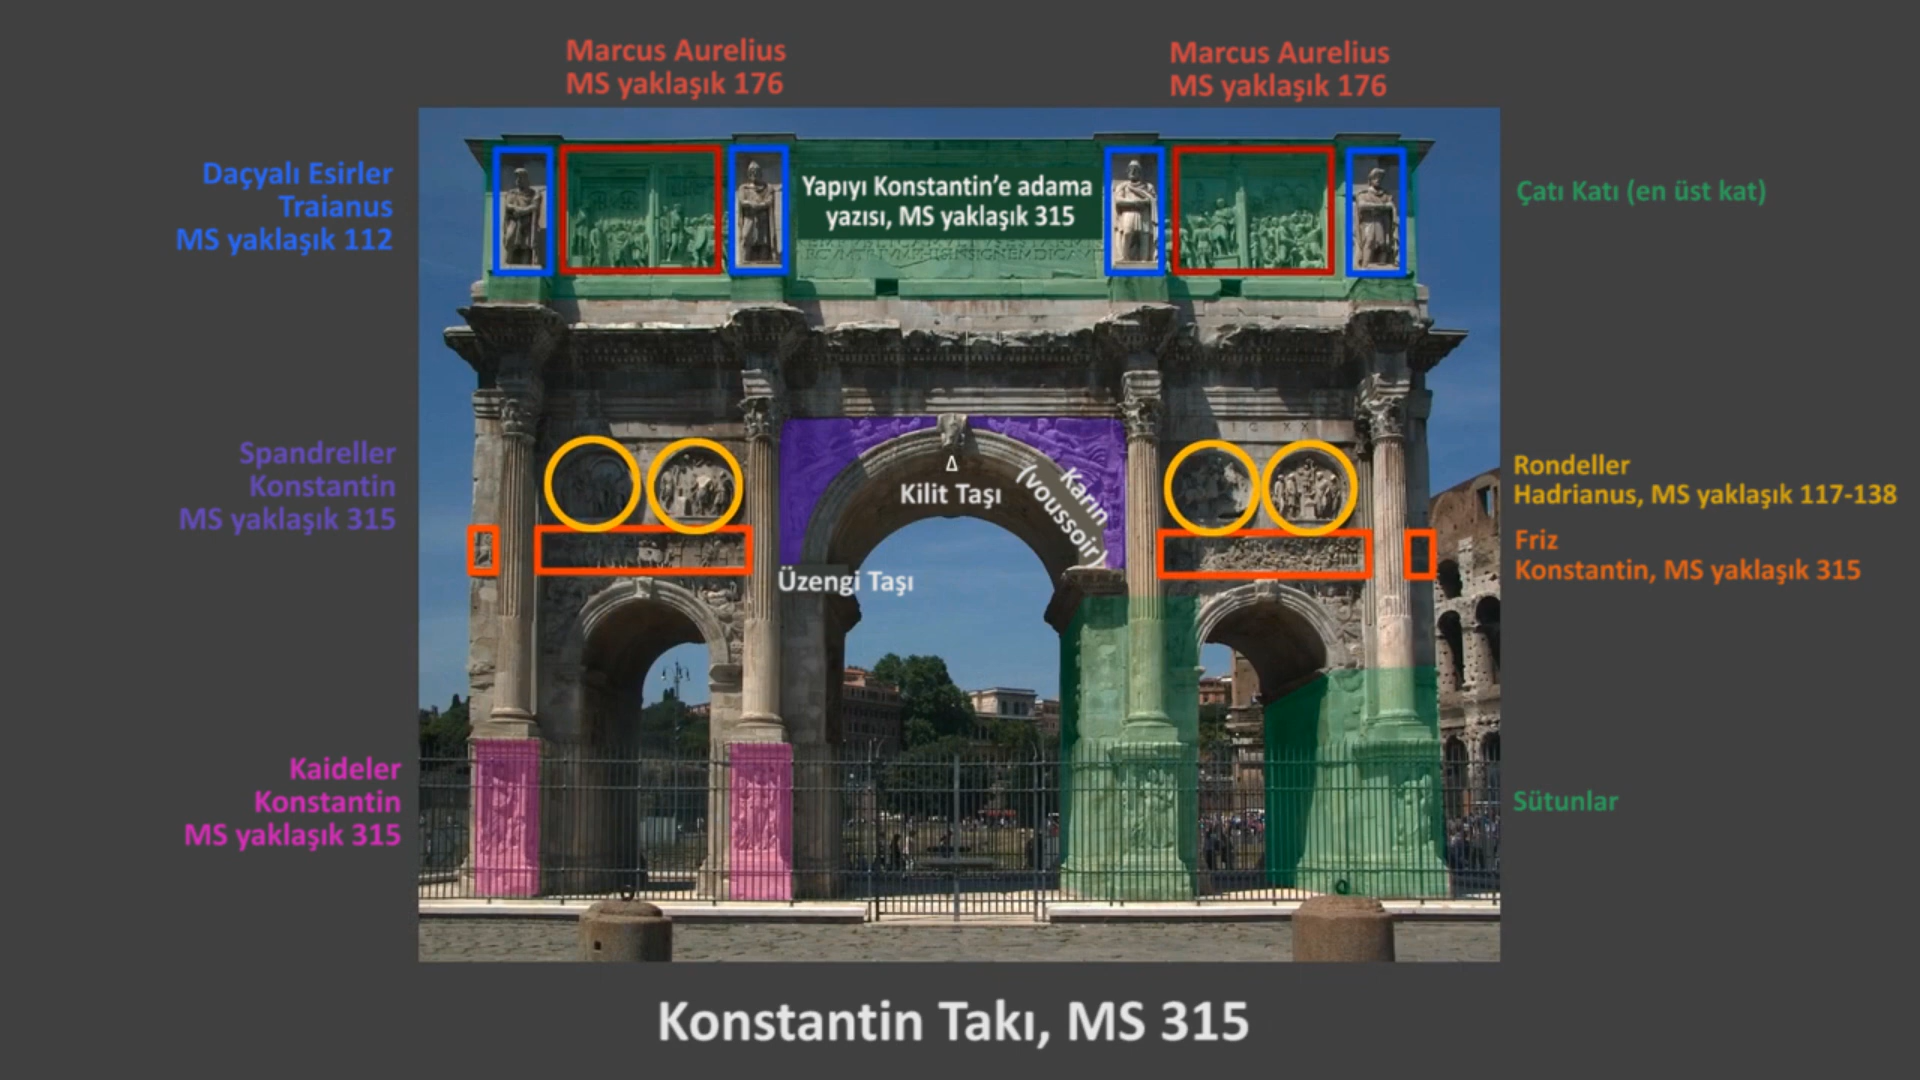 Marcus Aurelius
MS yaklaşık 176
Marcus Aurelius
MS yaklaşık 176
Daçyalı Esirler
Traianus
MS yaklaşık 112
Yapıyı Konstantin'e adama
yazısı, MS yaklaşık 315
Çatı Katı (en üst kat)
Spandreller
Konstantin
MS yaklaşık 315
Δ
Kilit Taşı
Karın
(voussoir)
Üzengi Taşı
Rondeller
Hadrianus, MS yaklaşık 117-138
Friz
Konstantin, MS yaklaşık 315
Kaideler
Konstantin
MS yaklaşık 315
Sütunlar
Konstantin Takı, MS 315